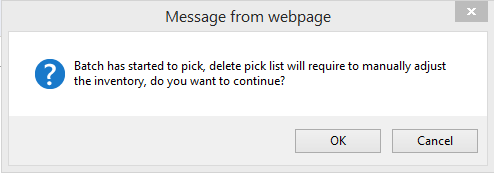 Message from webpage
Batch has started to pick, delete pick list will require to manually adjust
the inventory, do you want to continue?
OK
Cancel